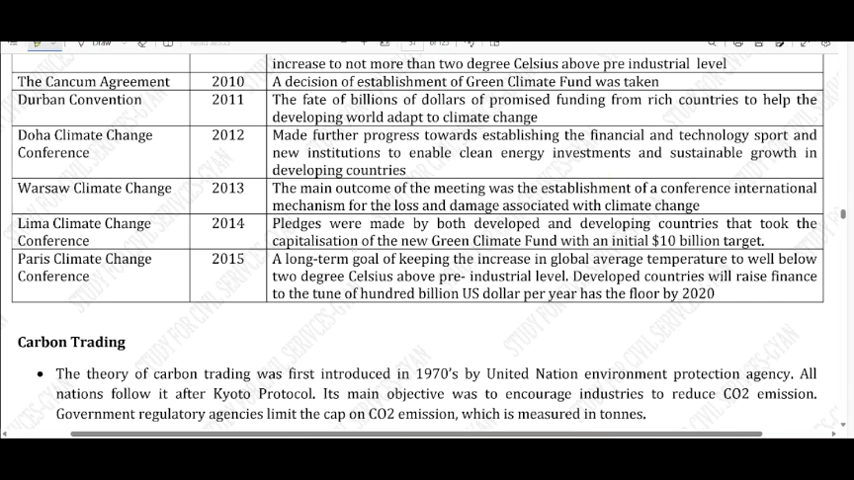 increase to not more than two degree Celsius above pre industrial level
The Cancum Agreement 2010 A decision of establishment of Green Climate Fund was taken
Durban Convention 2011 The fate of billions of dollars of promised funding from rich countries to help the
developing world adapt to climate change
Doha Climate Change 2012 Made further progress towards establishing the financial and technology sport and
Conference new institutions to enable clean energy investments and sustainable growth in
developing countries
Warsaw Climate Change 2013 The main outcome of the meeting was the establishment of a conference international
mechanism for the loss and damage associated with climate change
Lima Climate Change 2014 Pledges were made by both developed and developing countries that took the
Conference capitalisation of the new Green Climate Fund with an initial $10 billion target.
Paris Climate Change 2015 A long-term goal of keeping the increase in global average temperature to well below
Conference two degree Celsius above pre- industrial level. Developed countries will raise finance
to the tune of hundred billion US dollar per year has the floor by 2020
Carbon Trading
• The theory of carbon trading was first introduced in 1970's by United Nation environment protection agency. All
nations follow it after Kyoto Protocol. Its main objective was to encourage industries to reduce CO2 emission.
Government regulatory agencies limit the cap on CO2 emission, which is measured in tonnes.